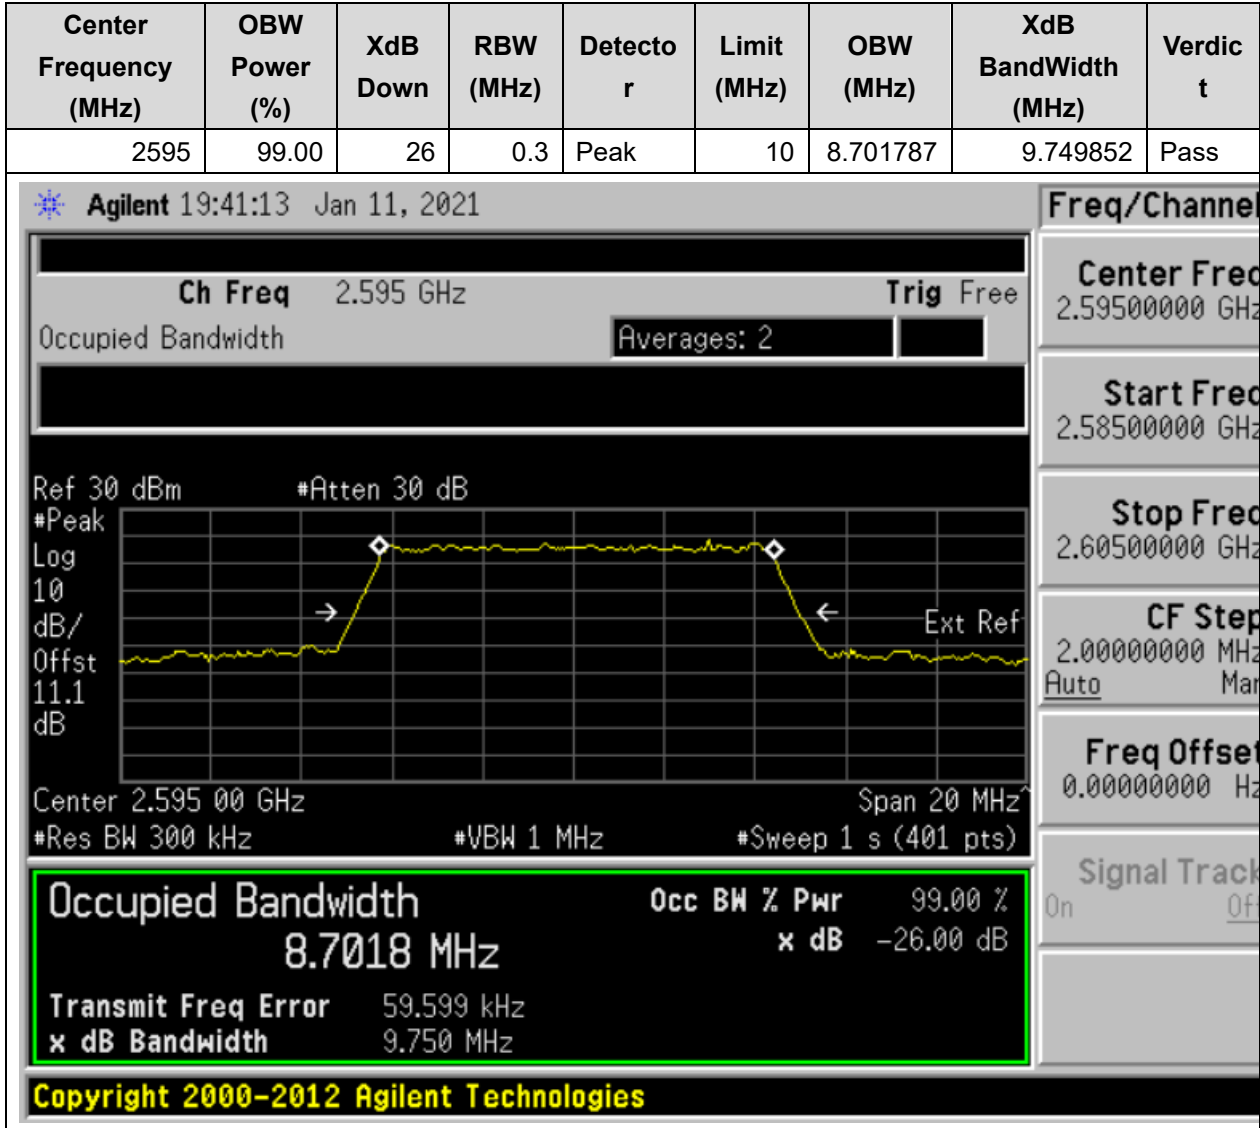 Center Frequency (MHz) OBW Power (%) XdB Down RBW (MHz) Detecto r Limit (MHz) OBW (MHz) XdB BandWidth (MHz) Verdic t
2595 99.00 26 0.3 Peak 10 8.701787 9.749852 Pass
Agilent 19:41:13 Jan 11, 2021
Freq/Channel
Ch Freq 2.595 GHz Trig Free
Occupied Bandwidth Averages: 2
Center Freq
2.59500000 GHz
Start Freq
2.58500000 GHz
Stop Freq
2.60500000 GHz
CF Step
2.00000000 MHz
Auto Man
Freq Offset
0.00000000 Hz
Signal Track
On Off
Ref 30 dBm #Atten 30 dB
#Peak
Log
10
dB/
Offst
11.1
dB
Ext Ref
Center 2.595 00 GHz Span 20 MHz^
#Res BW 300 kHz #VBW 1 MHz #Sweep 1 s (401 pts)
Occupied Bandwidth Occ BW % Pwr 99.00 %
8.7018 MHz x dB -26.00 dB
Transmit Freq Error 59.599 kHz
x dB Bandwidth 9.750 MHz
Copyright 2000-2012 Agilent Technologies